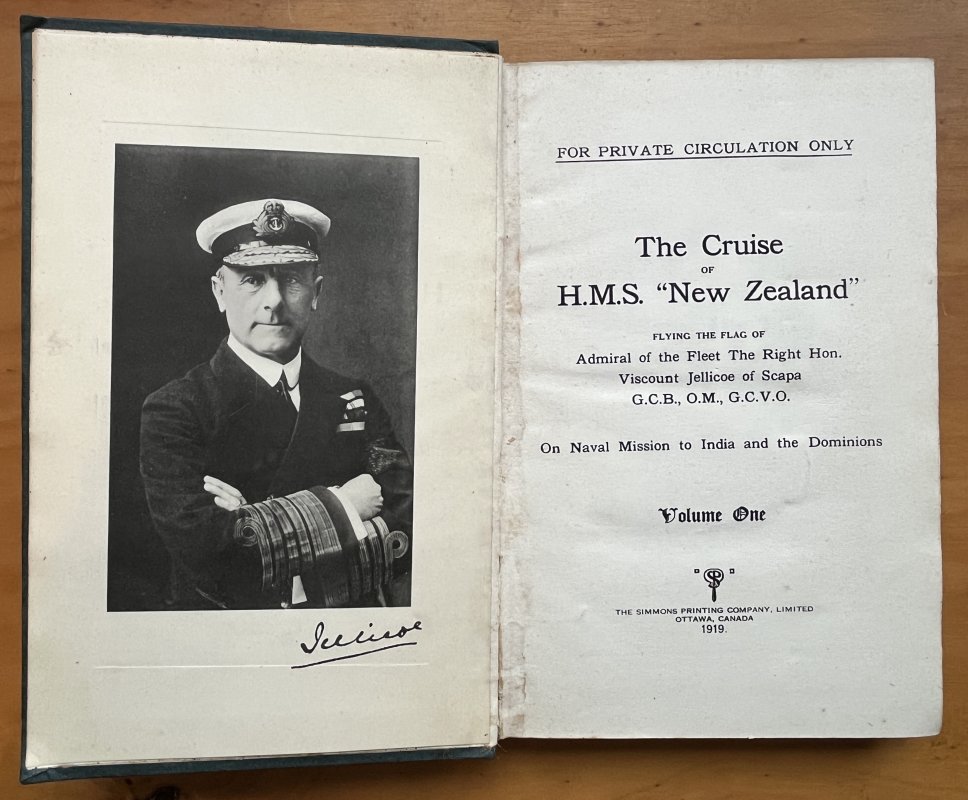 Jellicoe
FOR PRIVATE CIRCULATION ONLY
The Cruise
OF
H.M.S. “New Zealand”
FLYING THE FLAG OF
Admiral of the Fleet The Right Hon.
Viscount Jellicoe of Scapa
G.C.B., O.M., G.C.V.O.
On Naval Mission to India and the Dominions
Volume One
THE SIMMONS PRINTING COMPANY, LIMITED
OTTAWA, CANADA
1919.